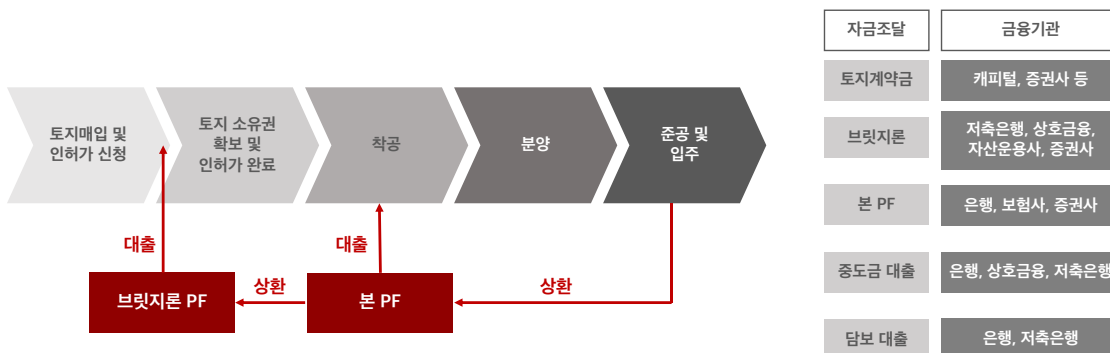 토지매입 및
인허가 신청
토지 소유권
확보 및
인허가 완료
착공
분양
준공 및
입주
대출
대출
브릿지론 PF
상환
본 PF
상환
자금조달
금융기관
토지계약금
캐피털, 증권사 등
브릿지론
저축은행, 상호금융,
자산운용사, 증권사
본 PF
은행, 보험사, 증권사
중도금 대출
은행, 상호금융, 저축은행
담보 대출
은행, 저축은행